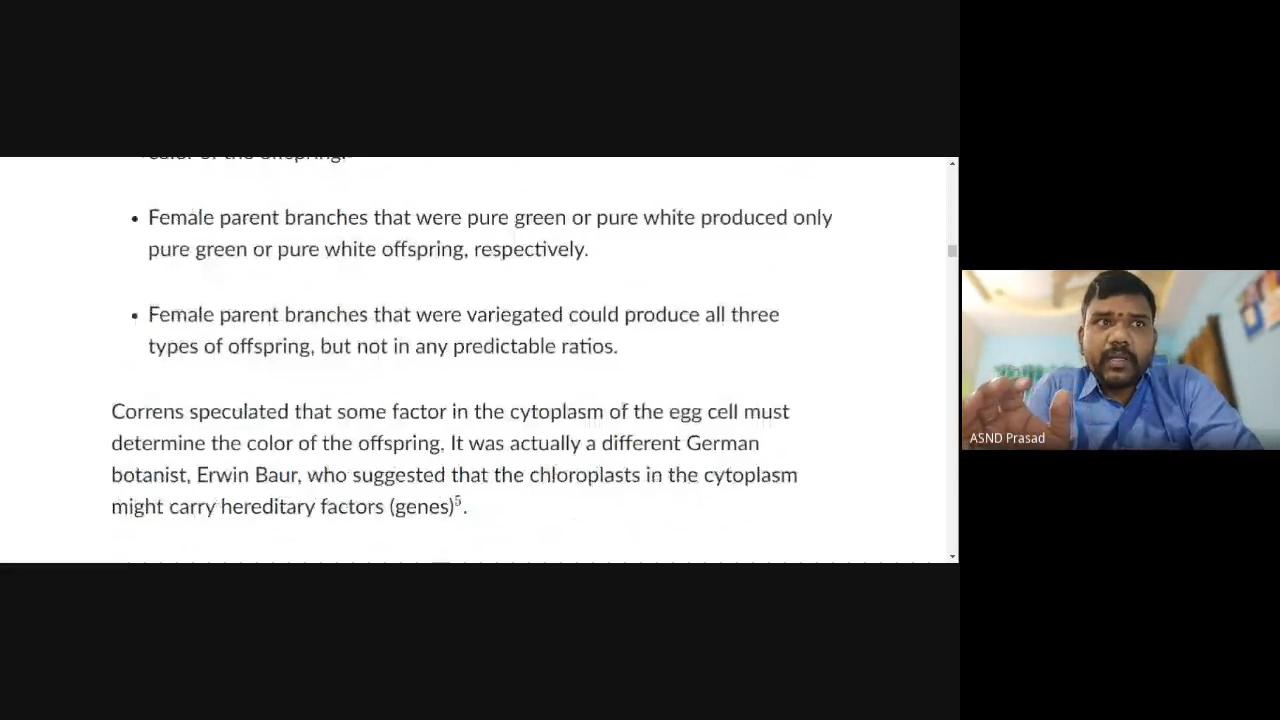 color of the offspring.
• Female parent branches that were pure green or pure white produced only
pure green or pure white offspring, respectively.
• Female parent branches that were variegated could produce all three
types of offspring, but not in any predictable ratios.
Correns speculated that some factor in the cytoplasm of the egg cell must
determine the color of the offspring. It was actually a different German
botanist, Erwin Baur, who suggested that the chloroplasts in the cytoplasm
might carry hereditary factors (genes)⁵.
ASND Prasad